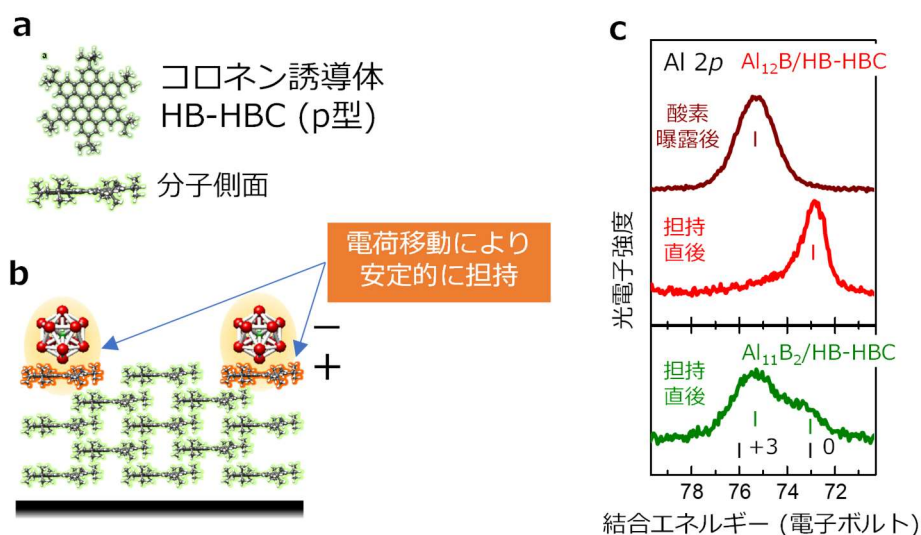 a
コロネン誘導体
HB-HBC (p型)
分子側面
電荷移動により
安定的に担持
b
−
+
c
Al 2p
Al12B/HB-HBC
酸素
曝露後
担持
直後
光電子強度
Al11B2/HB-HBC
担持
直後
+3
0
78 76 74 72
結合エネルギー (電子ボルト)